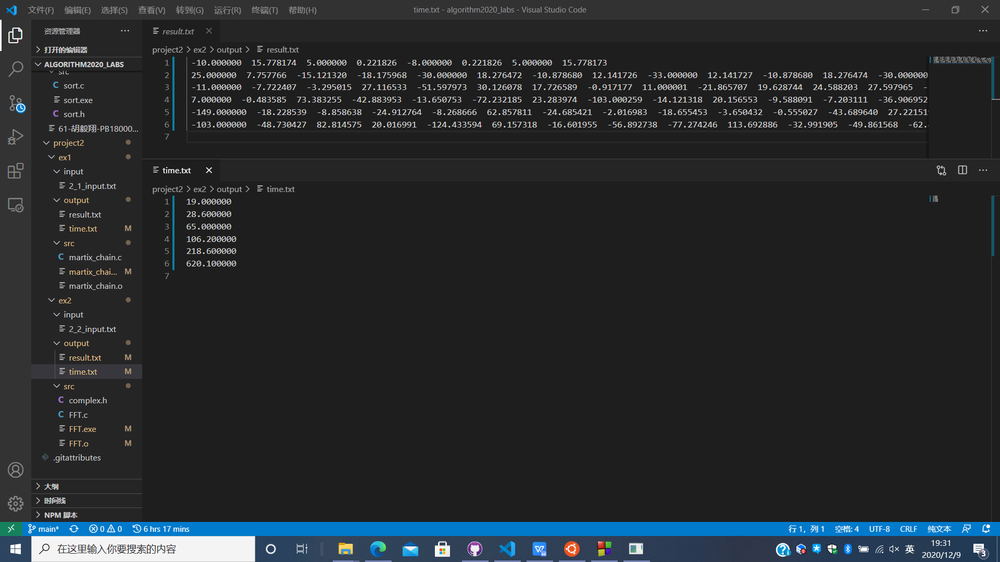 文件(F) 编辑(E) 选择(S) 查看(V) 转到(G) 运行(R) 终端(T) 帮助(H)
time.txt - algorithm2020_labs - Visual Studio Code
资源管理器
打开的编辑器
ALGORITHM2020_LABS
src
sort.c
sort.exe
sort.h
61-胡毅翔-PB18000...
project2
ex1
input
2_1_input.txt
output
result.txt
time.txt M
src
martix_chain.c
martix_chai... M
martix_chain.o
ex2
input
2_2_input.txt
output
result.txt M
time.txt M
src
complex.h
FFT.c
FFT.exe M
FFT.o M
.gitattributes
大纲
时间线
NPM 脚本
result.txt
project2 > ex2 > output > result.txt
1 -10.000000 15.778174 5.000000 0.221826 -8.000000 0.221826 5.000000 15.778173
2 25.000000 7.757766 -15.121320 -18.175968 -30.000000 18.276472 -10.878680 12.141726 -33.000000 12.141727 -10.878680 18.276474 -30.000000
3 -11.000000 -7.722407 -3.295015 27.116533 -51.597973 30.126078 17.726589 -0.917177 11.000001 -21.865707 19.628744 24.588203 27.597965 -
4 7.000000 -0.483585 73.383255 -42.883953 -13.650753 -72.232185 23.283974 -103.000259 -14.121318 20.156553 -9.588091 -7.203111 -36.906952
5 -149.000000 -18.228539 -8.858638 -24.912764 -8.268666 62.857811 -24.685421 -2.016983 -18.655453 -3.650432 -0.555027 -43.689640 27.22151
6 -103.000000 -48.730427 82.814575 20.016991 -124.433594 69.157318 -16.601955 -56.892738 -77.274246 113.692886 -32.991905 -49.861568 -62.
7
time.txt
project2 > ex2 > output > time.txt
1 19.000000
2 28.600000
3 65.000000
4 106.200000
5 218.600000
6 620.100000
7
main* 0 0 6 hrs 17 mins
行 1，列 1 空格: 4 UTF-8 CRLF 纯文本
在这里输入你要搜索的内容
英
19:31
2020/12/9
3